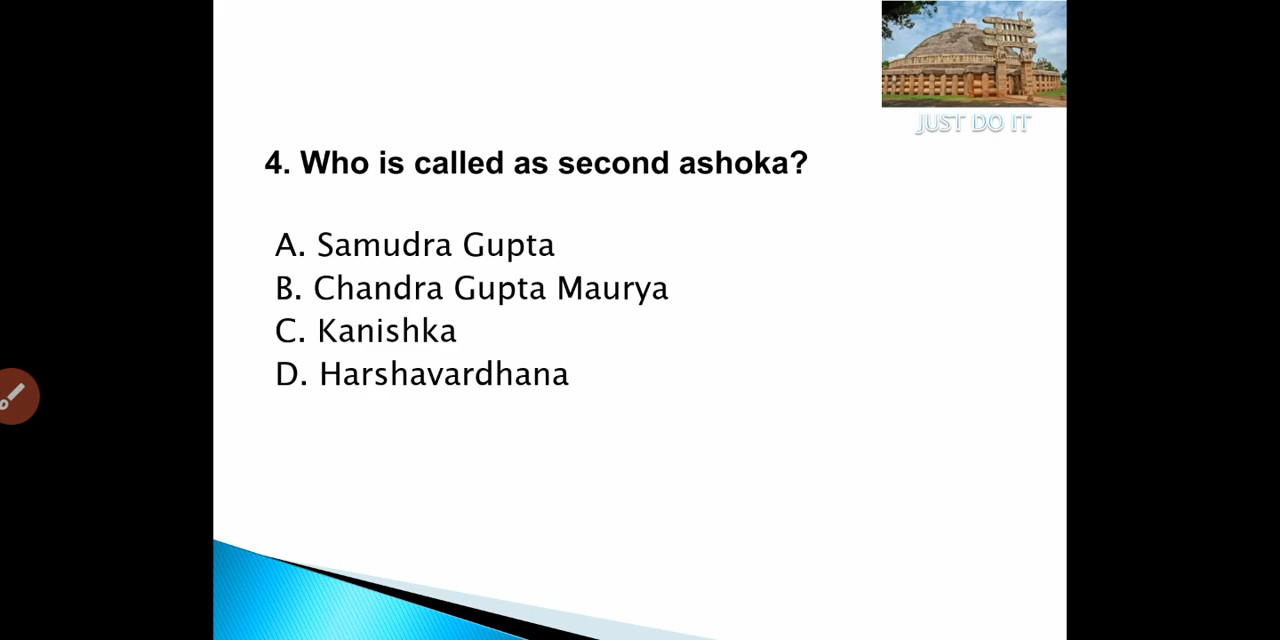 JUST DO IT
4. Who is called as second ashoka?
A. Samudra Gupta
B. Chandra Gupta Maurya
C. Kanishka
D. Harshavardhana